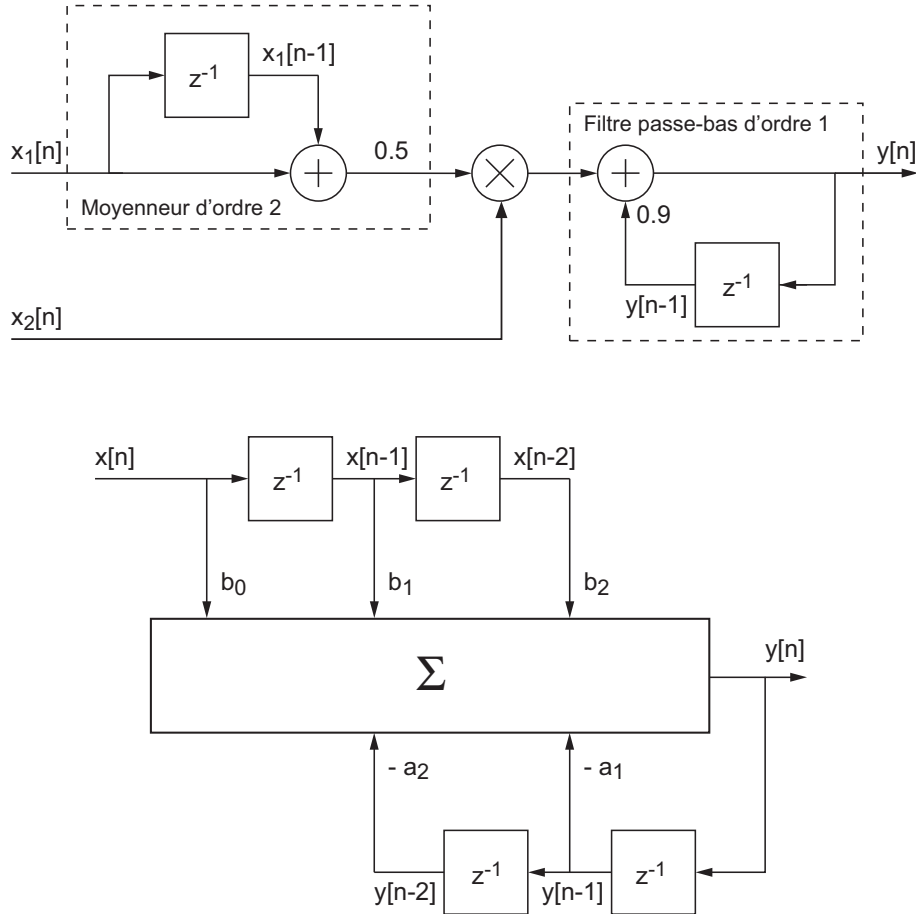 z⁻¹
x₁[n-1]
x₁[n]
0.5
Moyenneur d'ordre 2
x₂[n]
Filtre passe-bas d'ordre 1
y[n]
0.9
y[n-1]
z⁻¹
x[n]
z⁻¹
x[n-1]
z⁻¹
x[n-2]
b₀
b₁
b₂
Σ
y[n]
- a₂
- a₁
y[n-2]
z⁻¹
y[n-1]
z⁻¹